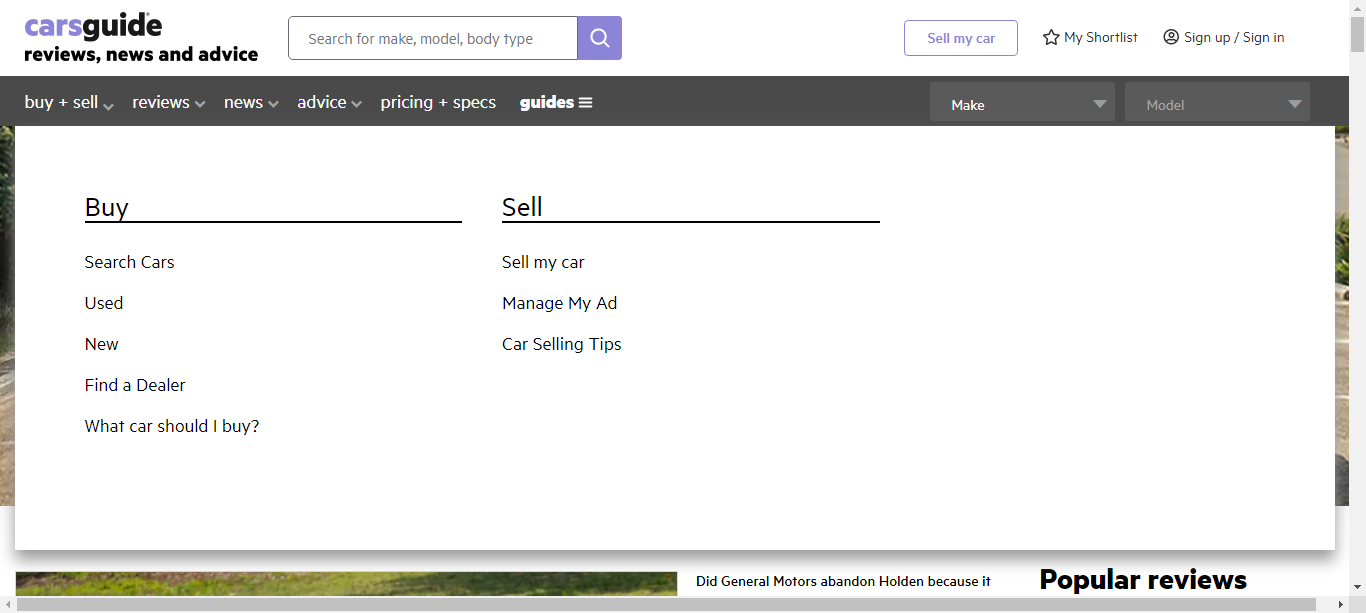 carsguide
reviews, news and advice
Search for make, model, body type
Sell my car
My Shortlist
Sign up / Sign in
buy + sell
reviews
news
advice
pricing + specs
guides
Make
Model
Buy
Search Cars
Used
New
Find a Dealer
What car should I buy?
Sell
Sell my car
Manage My Ad
Car Selling Tips
Did General Motors abandon Holden because it
Popular reviews